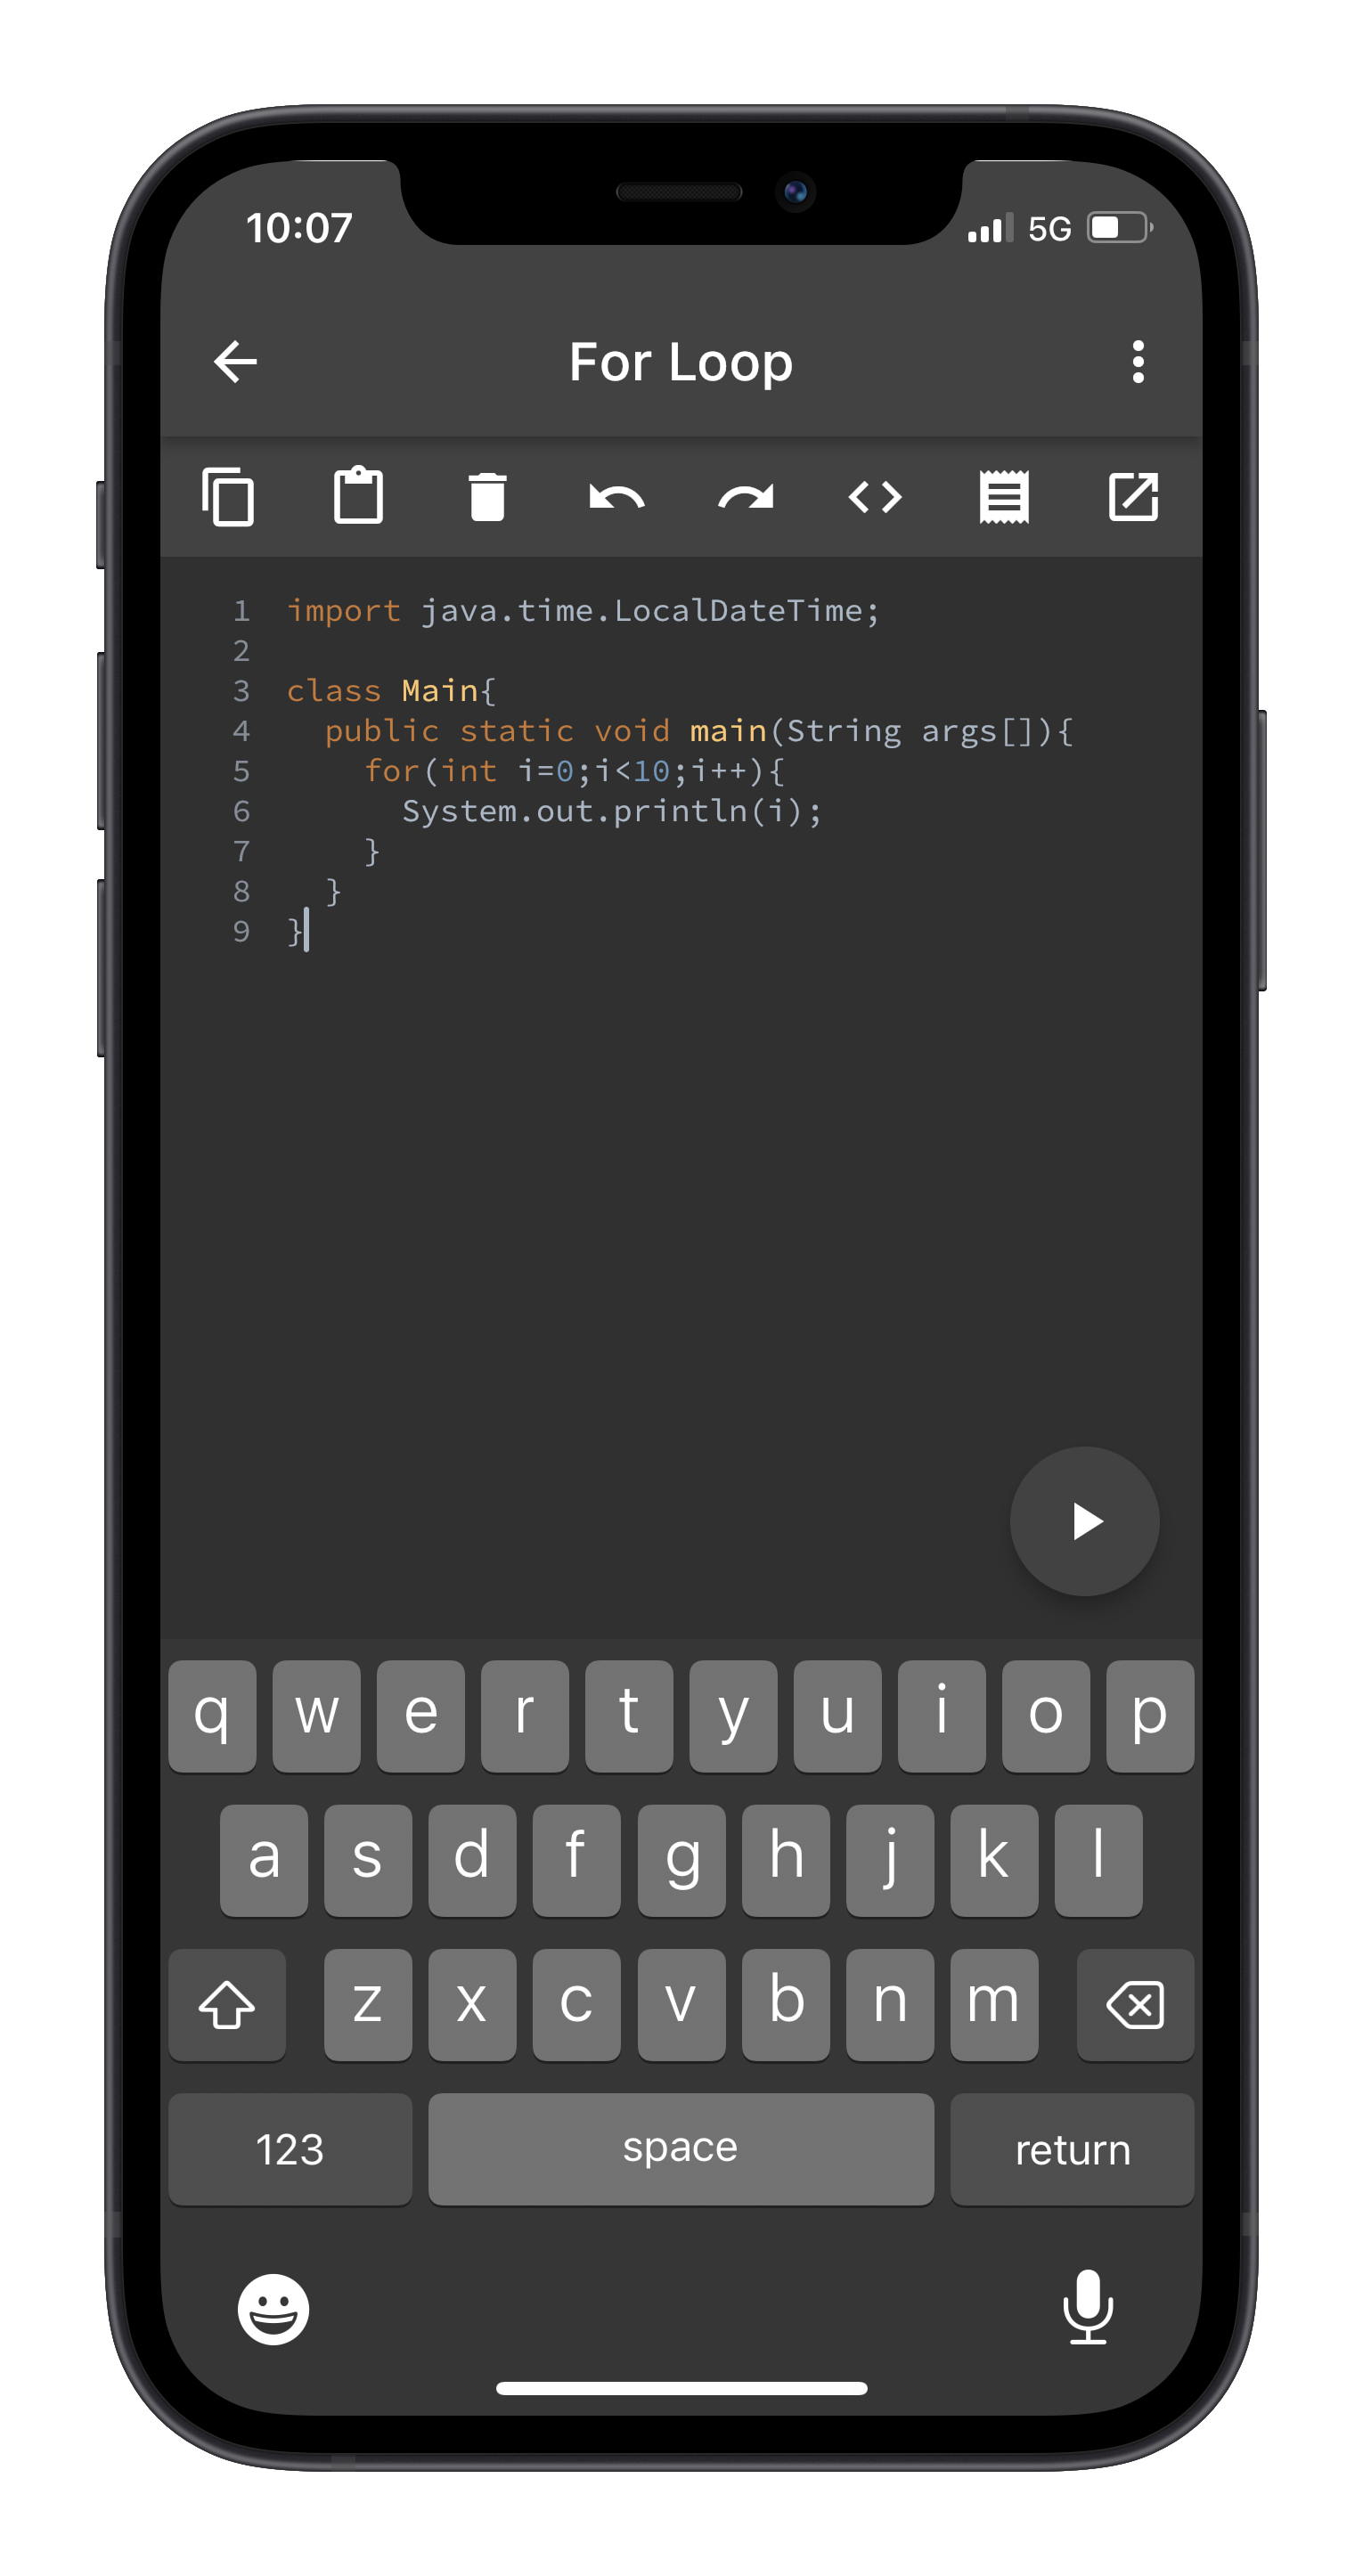 10:07 5G
For Loop
1 import java.time.LocalDateTime;
2
3 class Main{
4   public static void main(String args[]){
5     for(int i=0;i<10;i++){
6       System.out.println(i);
7     }
8   }
9 }
q w e r t y u i o p
a s d f g h j k l
z x c v b n m
123 space return